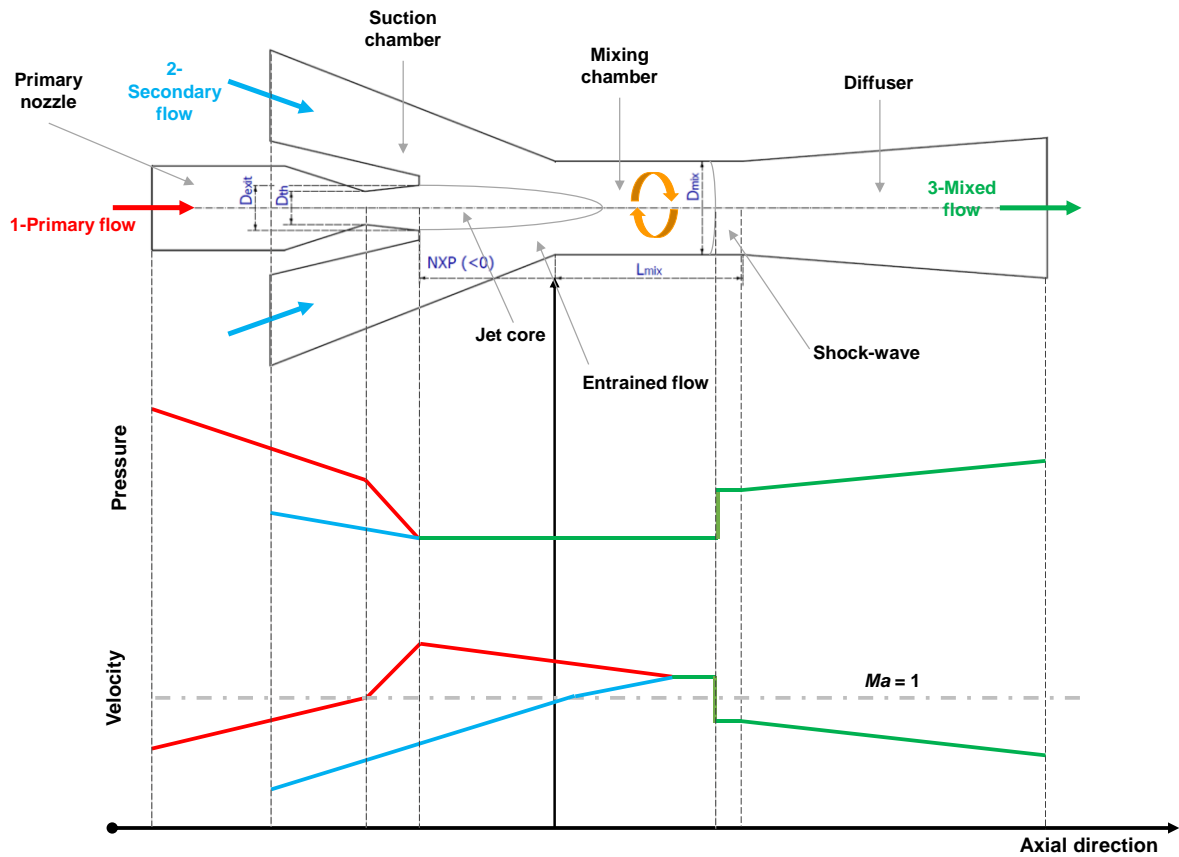 Suction
chamber
Mixing
chamber
2-
Secondary
flow
Primary
nozzle
Diffuser
Dexit
Dth
Dmix
1-Primary flow
3-Mixed
flow
NXP (<0)
Lmix
Jet core
Shock-wave
Entrained flow
Pressure
Velocity
Ma = 1
Axial direction